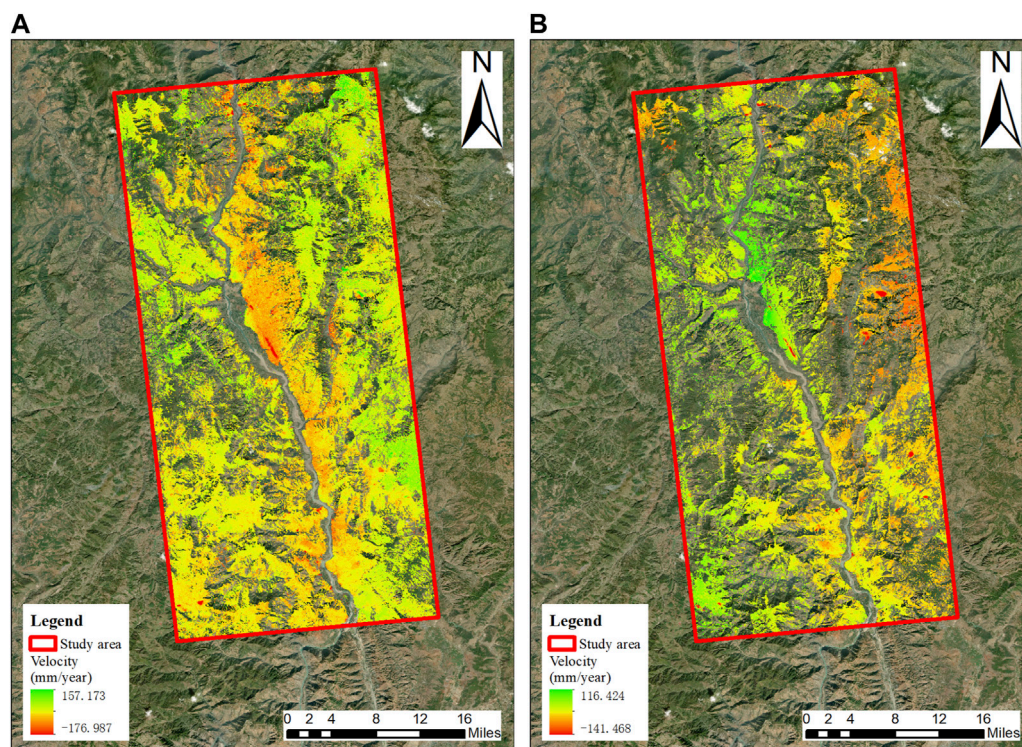 A
B
N
N
Legend
Study area
Velocity
(mm/year)
157.173
-176.987
0 2 4 8 12 16
Miles
Legend
Study area
Velocity
(mm/year)
116.424
-141.468
0 2 4 8 12 16
Miles